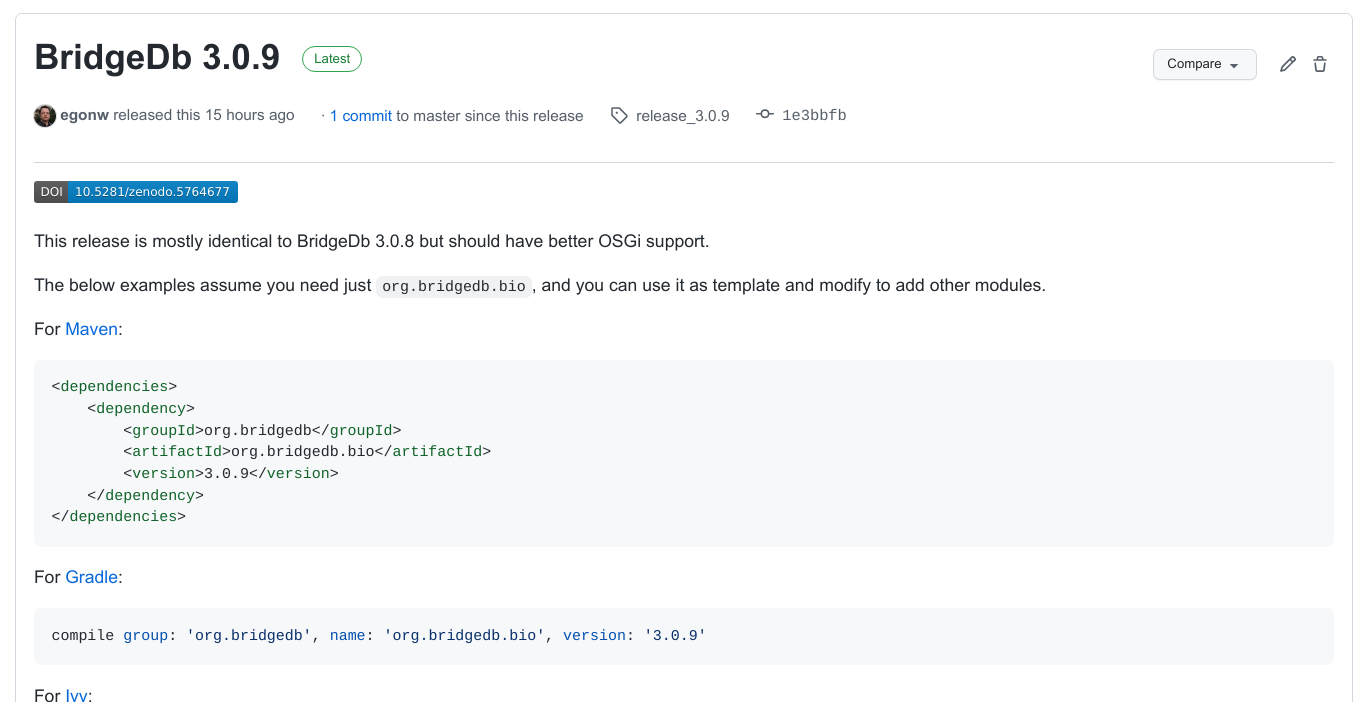 BridgeDb 3.0.9 Latest
Compare
egonw released this 15 hours ago · 1 commit to master since this release release_3.0.9 1e3bbfb
DOI 10.5281/zenodo.5764677
This release is mostly identical to BridgeDb 3.0.8 but should have better OSGi support.
The below examples assume you need just org.bridgedb.bio, and you can use it as template and modify to add other modules.
For Maven:
<dependencies>
    <dependency>
        <groupId>org.bridgedb</groupId>
        <artifactId>org.bridgedb.bio</artifactId>
        <version>3.0.9</version>
    </dependency>
</dependencies>
For Gradle:
compile group: 'org.bridgedb', name: 'org.bridgedb.bio', version: '3.0.9'
For Ivy: